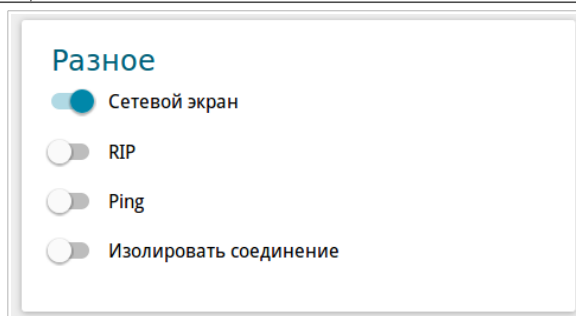 Разное
Сетевой экран
RIP
Ping
Изолировать соединение